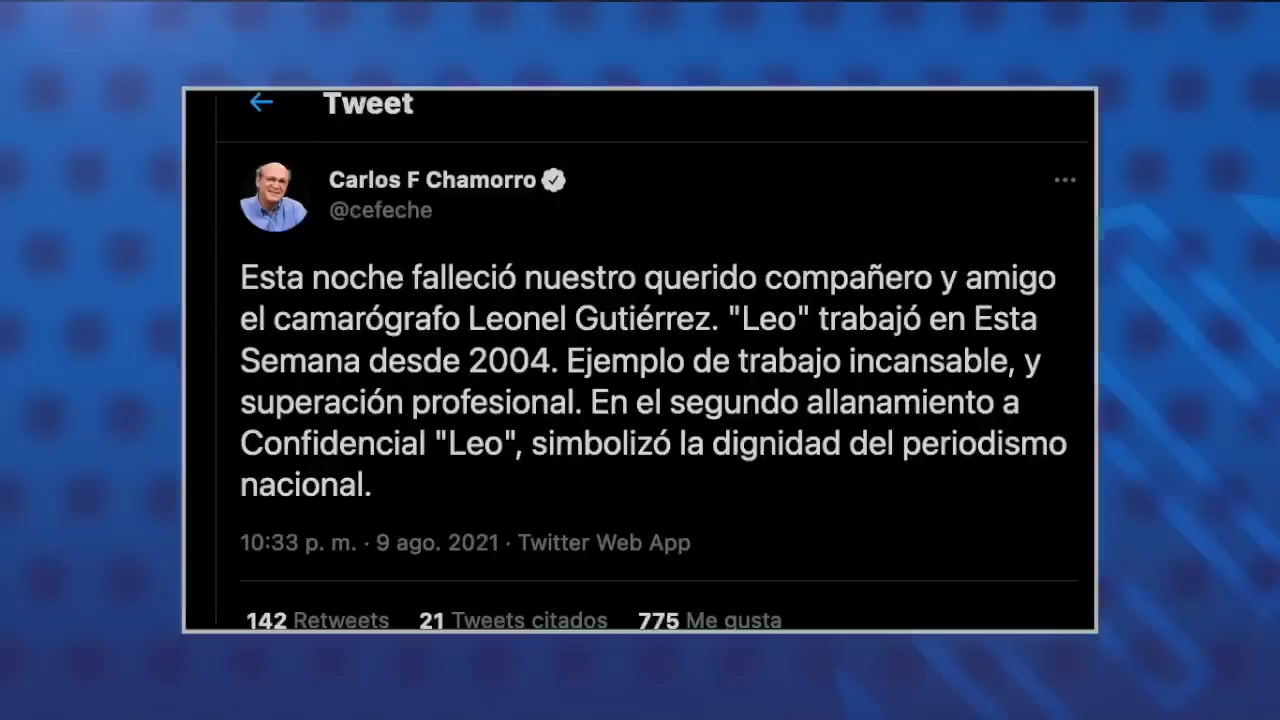 Tweet
Carlos F Chamorro
@cefeche
Esta noche falleció nuestro querido compañero y amigo
el camarógrafo Leonel Gutiérrez. "Leo" trabajó en Esta
Semana desde 2004. Ejemplo de trabajo incansable, y
superación profesional. En el segundo allanamiento a
Confidencial "Leo", simbolizó la dignidad del periodismo
nacional.
10:33 p. m. · 9 ago. 2021 · Twitter Web App
142 Retweets 21 Tweets citados 775 Me gusta